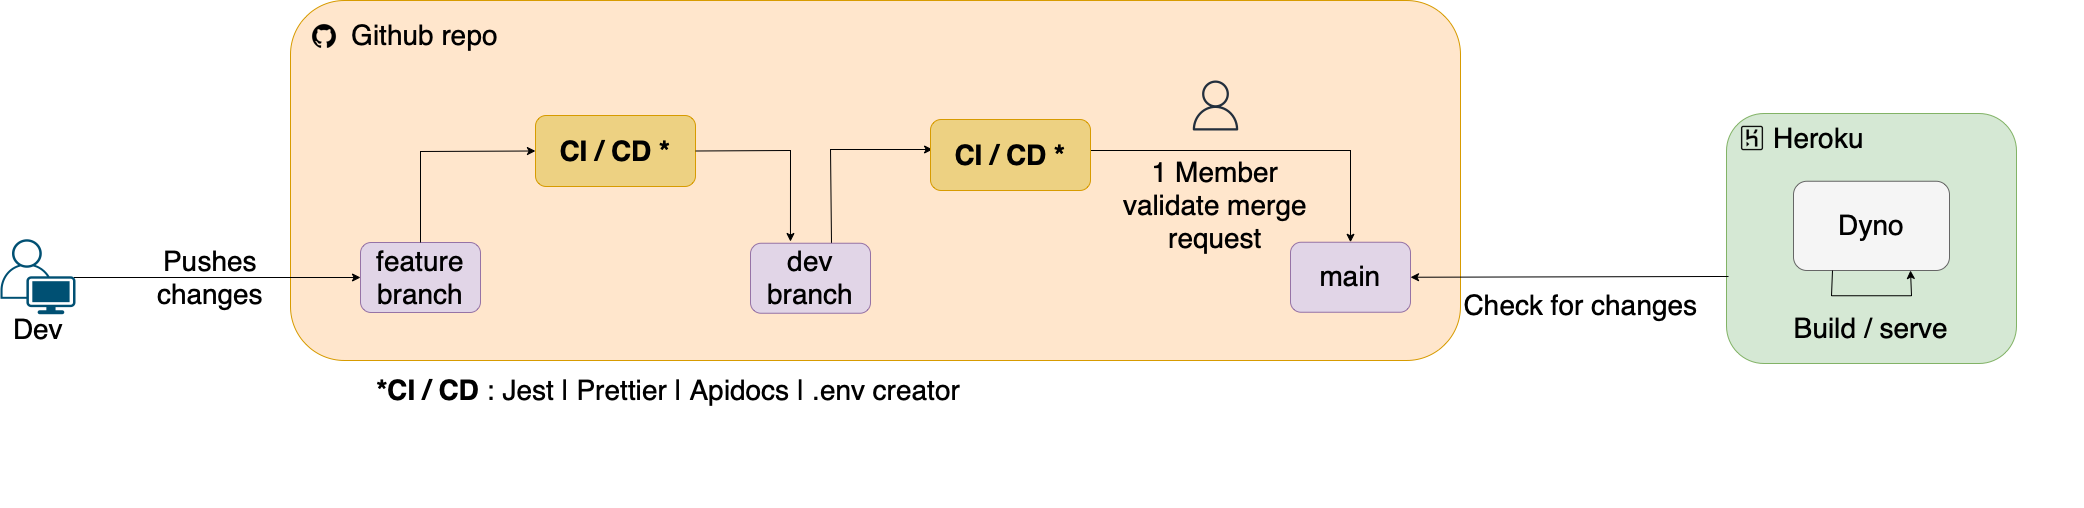 Github repo
CI / CD *
CI / CD *
1 Member
validate merge
request
Heroku
Dyno
Build / serve
Pushes
changes
Dev
feature
branch
dev
branch
main
Check for changes
*CI / CD : Jest | Prettier | Apidocs | .env creator